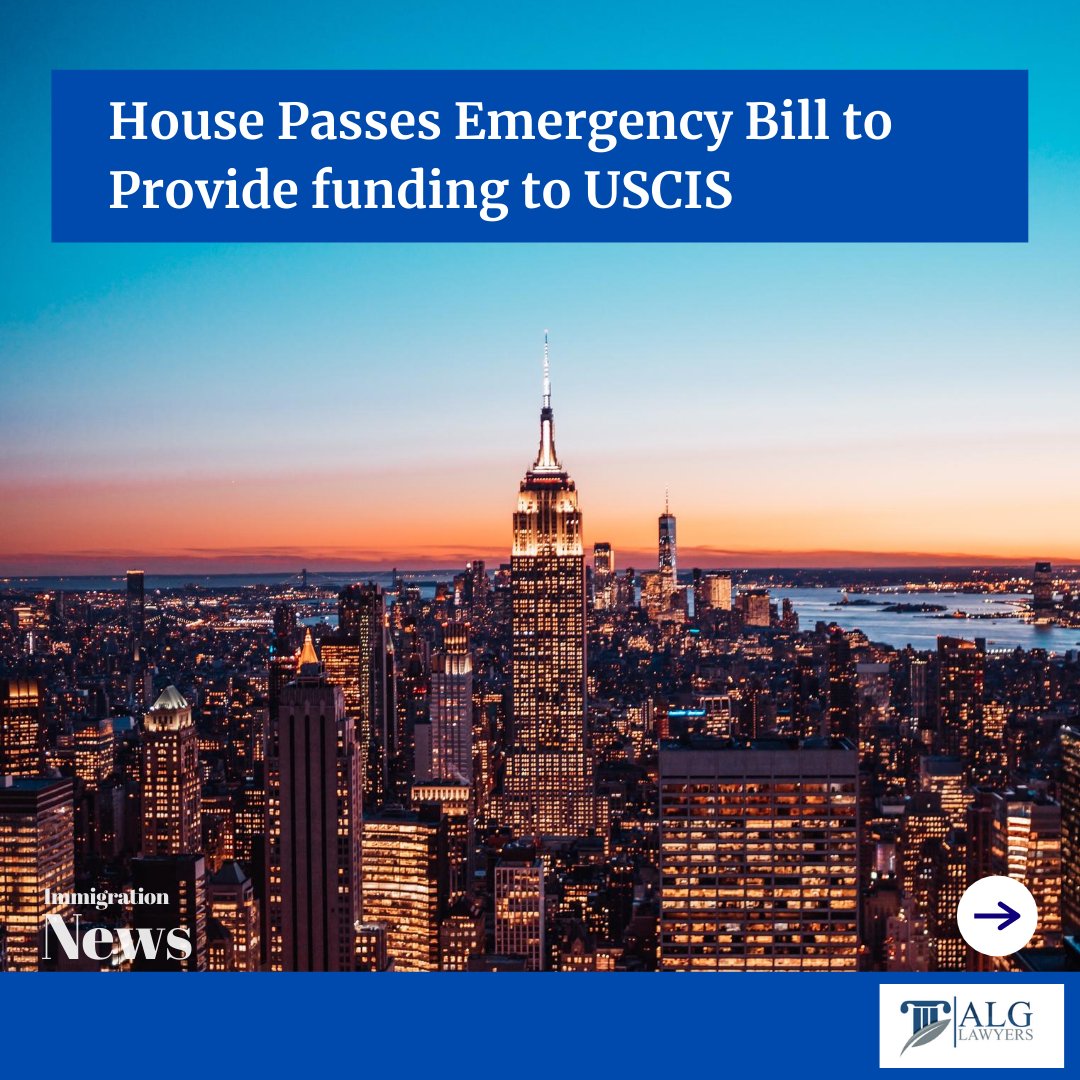 House Passes Emergency Bill to
Provide funding to USCIS
Immigration
News
ALG
LAWYERS